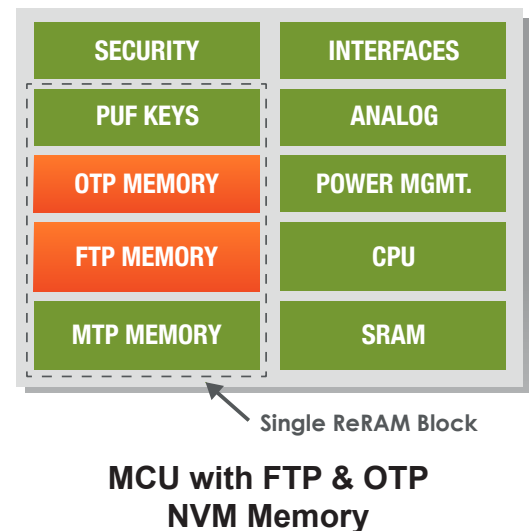 SECURITY
INTERFACES
PUF KEYS
ANALOG
OTP MEMORY
POWER MGMT.
FTP MEMORY
CPU
MTP MEMORY
SRAM
Single ReRAM Block
MCU with FTP & OTP
NVM Memory